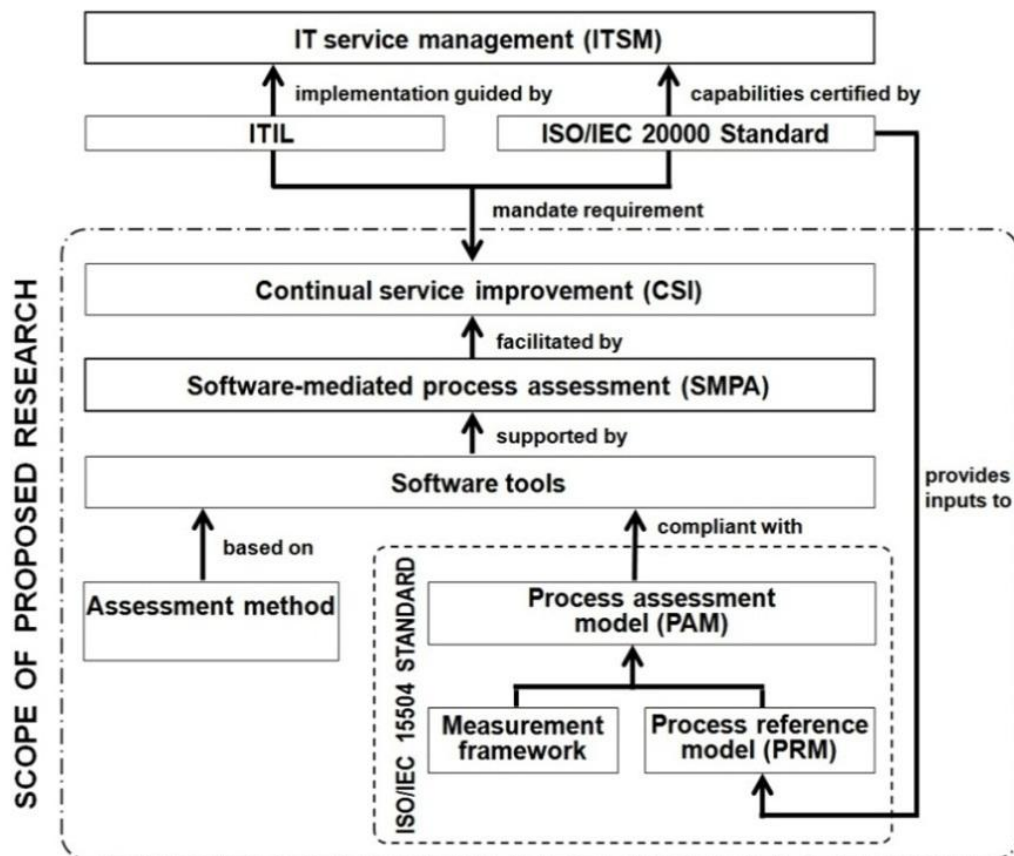 IT service management (ITSM)
implementation guided by
capabilities certified by
ITIL
ISO/IEC 20000 Standard
mandate requirement
SCOPE OF PROPOSED RESEARCH
Continual service improvement (CSI)
facilitated by
Software-mediated process assessment (SMPA)
supported by
provides
inputs to
Software tools
based on
compliant with
Assessment method
ISO/IEC 15504 STANDARD
Process assessment
model (PAM)
Measurement
framework
Process reference
model (PRM)